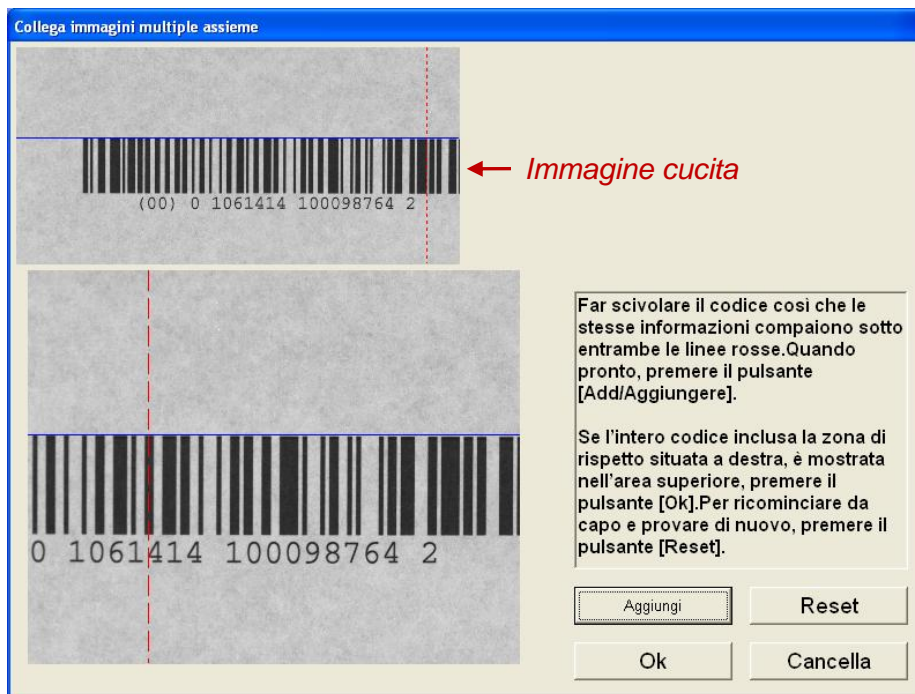 Collega immagini multiple assieme
(00) 0 1061414 100098764 2
Immagine cucita
0 1061414 100098764 2
Far scivolare il codice così che le
stesse informazioni compaiono sotto
entrambe le linee rosse.Quando
pronto, premere il pulsante
[Add/Aggiungere].
Se l'intero codice inclusa la zona di
rispetto situata a destra, è mostrata
nell'area superiore, premere il
pulsante [Ok].Per ricominciare da
capo e provare di nuovo, premere il
pulsante [Reset].
Aggiungi
Reset
Ok
Cancella